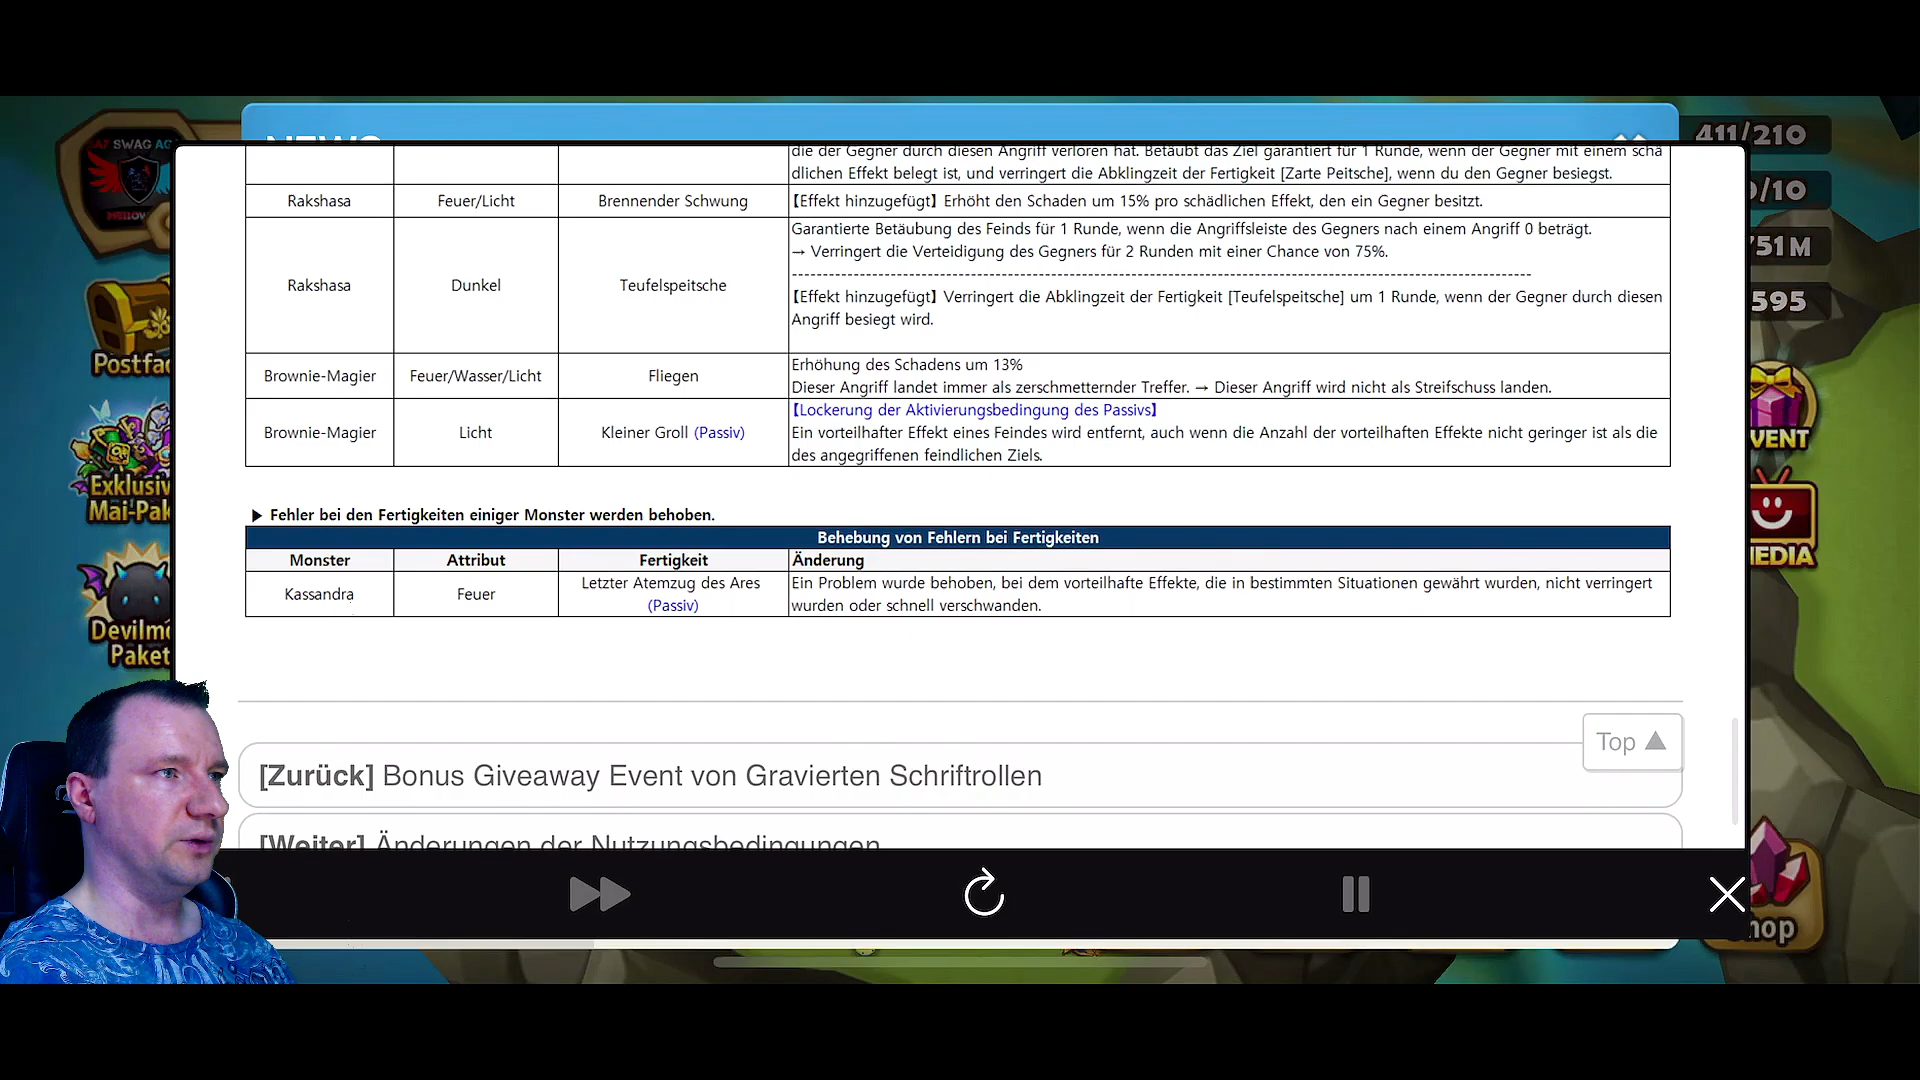 NEWS
411/210
SWAG
/10
751M
595
die der Gegner durch diesen Angriff verloren hat. Betäubt das Ziel garantiert für 1 Runde, wenn der Gegner mit einem schä
dlichen Effekt belegt ist, und verringert die Abklingzeit der Fertigkeit [Zarte Peitsche], wenn du den Gegner besiegst.
Rakshasa Feuer/Licht Brennender Schwung 【Effekt hinzugefügt】 Erhöht den Schaden um 15% pro schädlichen Effekt, den ein Gegner besitzt.
Rakshasa Dunkel Teufelspeitsche
Garantierte Betäubung des Feinds für 1 Runde, wenn die Angriffsleiste des Gegners nach einem Angriff 0 beträgt.
→ Verringert die Verteidigung des Gegners für 2 Runden mit einer Chance von 75%.
【Effekt hinzugefügt】 Verringert die Abklingzeit der Fertigkeit [Teufelspeitsche] um 1 Runde, wenn der Gegner durch diesen
Angriff besiegt wird.
Brownie-Magier Feuer/Wasser/Licht Fliegen
Erhöhung des Schadens um 13%
Dieser Angriff landet immer als zerschmetternder Treffer. → Dieser Angriff wird nicht als Streifschuss landen.
Brownie-Magier Licht Kleiner Groll (Passiv)
【Lockerung der Aktivierungsbedingung des Passivs】
Ein vorteilhafter Effekt eines Feindes wird entfernt, auch wenn die Anzahl der vorteilhaften Effekte nicht geringer ist als die
des angegriffenen feindlichen Ziels.
▶ Fehler bei den Fertigkeiten einiger Monster werden behoben.
Behebung von Fehlern bei Fertigkeiten
Monster Attribut Fertigkeit Änderung
Kassandra Feuer Letzter Atemzug des Ares
(Passiv)
Ein Problem wurde behoben, bei dem vorteilhafte Effekte, die in bestimmten Situationen gewährt wurden, nicht verringert
wurden oder schnell verschwanden.
Top ▲
[Zurück] Bonus Giveaway Event von Gravierten Schriftrollen
[Weiter] Änderungen der Nutzungsbedingungen
Postfac
Exklusiv
Mai-Pak
Devilmo
Paket
VENT
MEDIA
hop